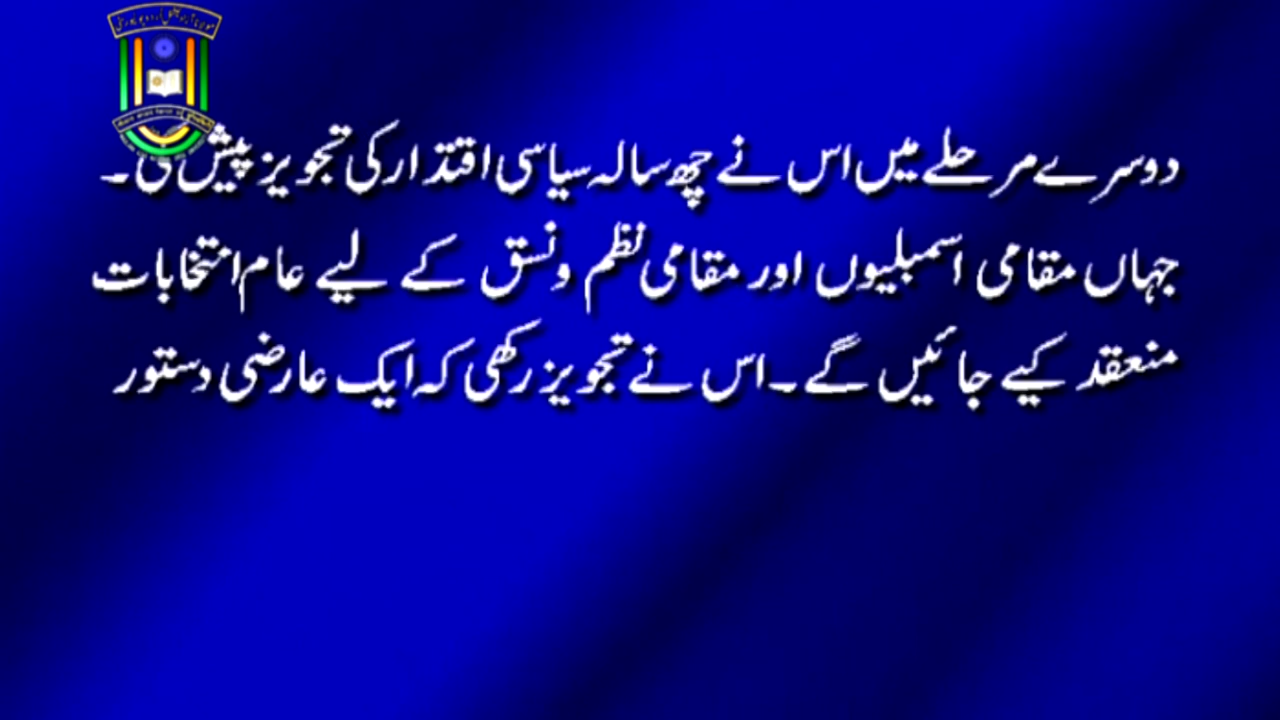 دوسرے مرحلے میں اس نے چھ سالہ سیاسی اقتدار کی تجویز پیش کی۔
جہاں مقامی اسمبلیوں اور مقامی نظم ونسق کے لیے عام انتخابات
منعقد کیے جائیں گے۔اس نے تجویز رکھی کہ ایک عارضی دستور